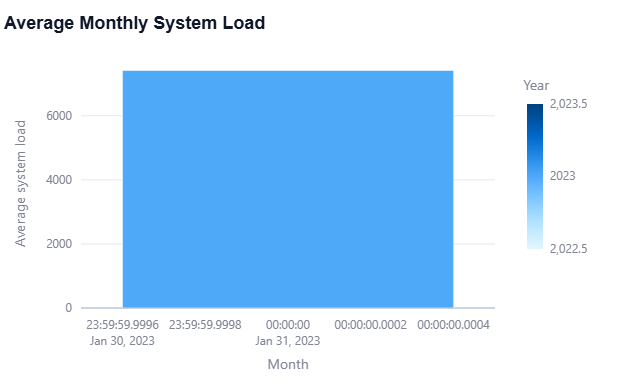 Average Monthly System Load
Year
2,023.5
2023
2,022.5
Average system load
6000
4000
2000
0
23:59:59.9996 23:59:59.9998 00:00:00 00:00:00.0002 00:00:00.0004
Jan 30, 2023 Jan 31, 2023
Month